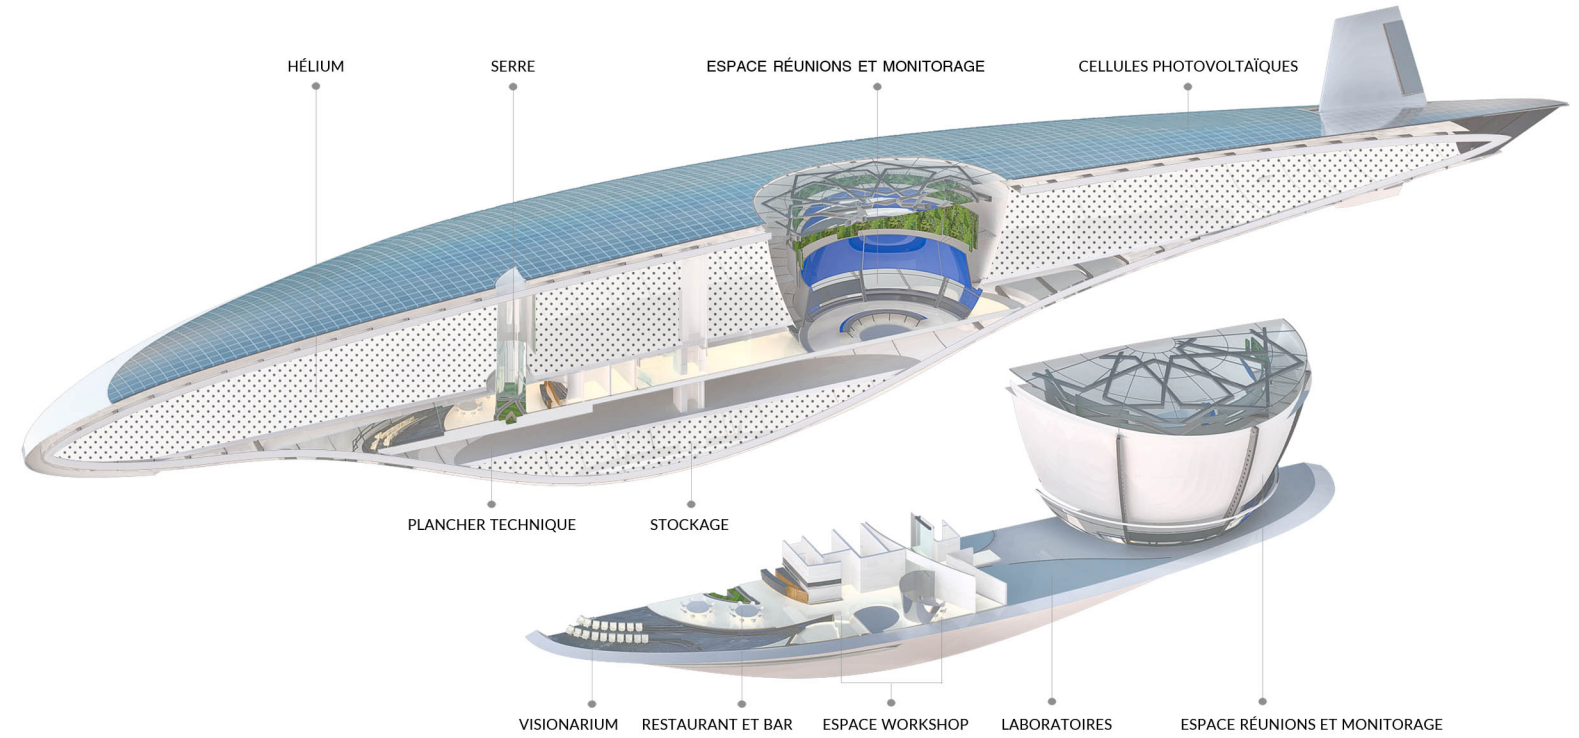 HÉLIUM
SERRE
ESPACE RÉUNIONS ET MONITORAGE
CELLULES PHOTOVOLTAÏQUES
PLANCHER TECHNIQUE
STOCKAGE
VISIONARIUM
RESTAURANT ET BAR
ESPACE WORKSHOP
LABORATOIRES
ESPACE RÉUNIONS ET MONITORAGE